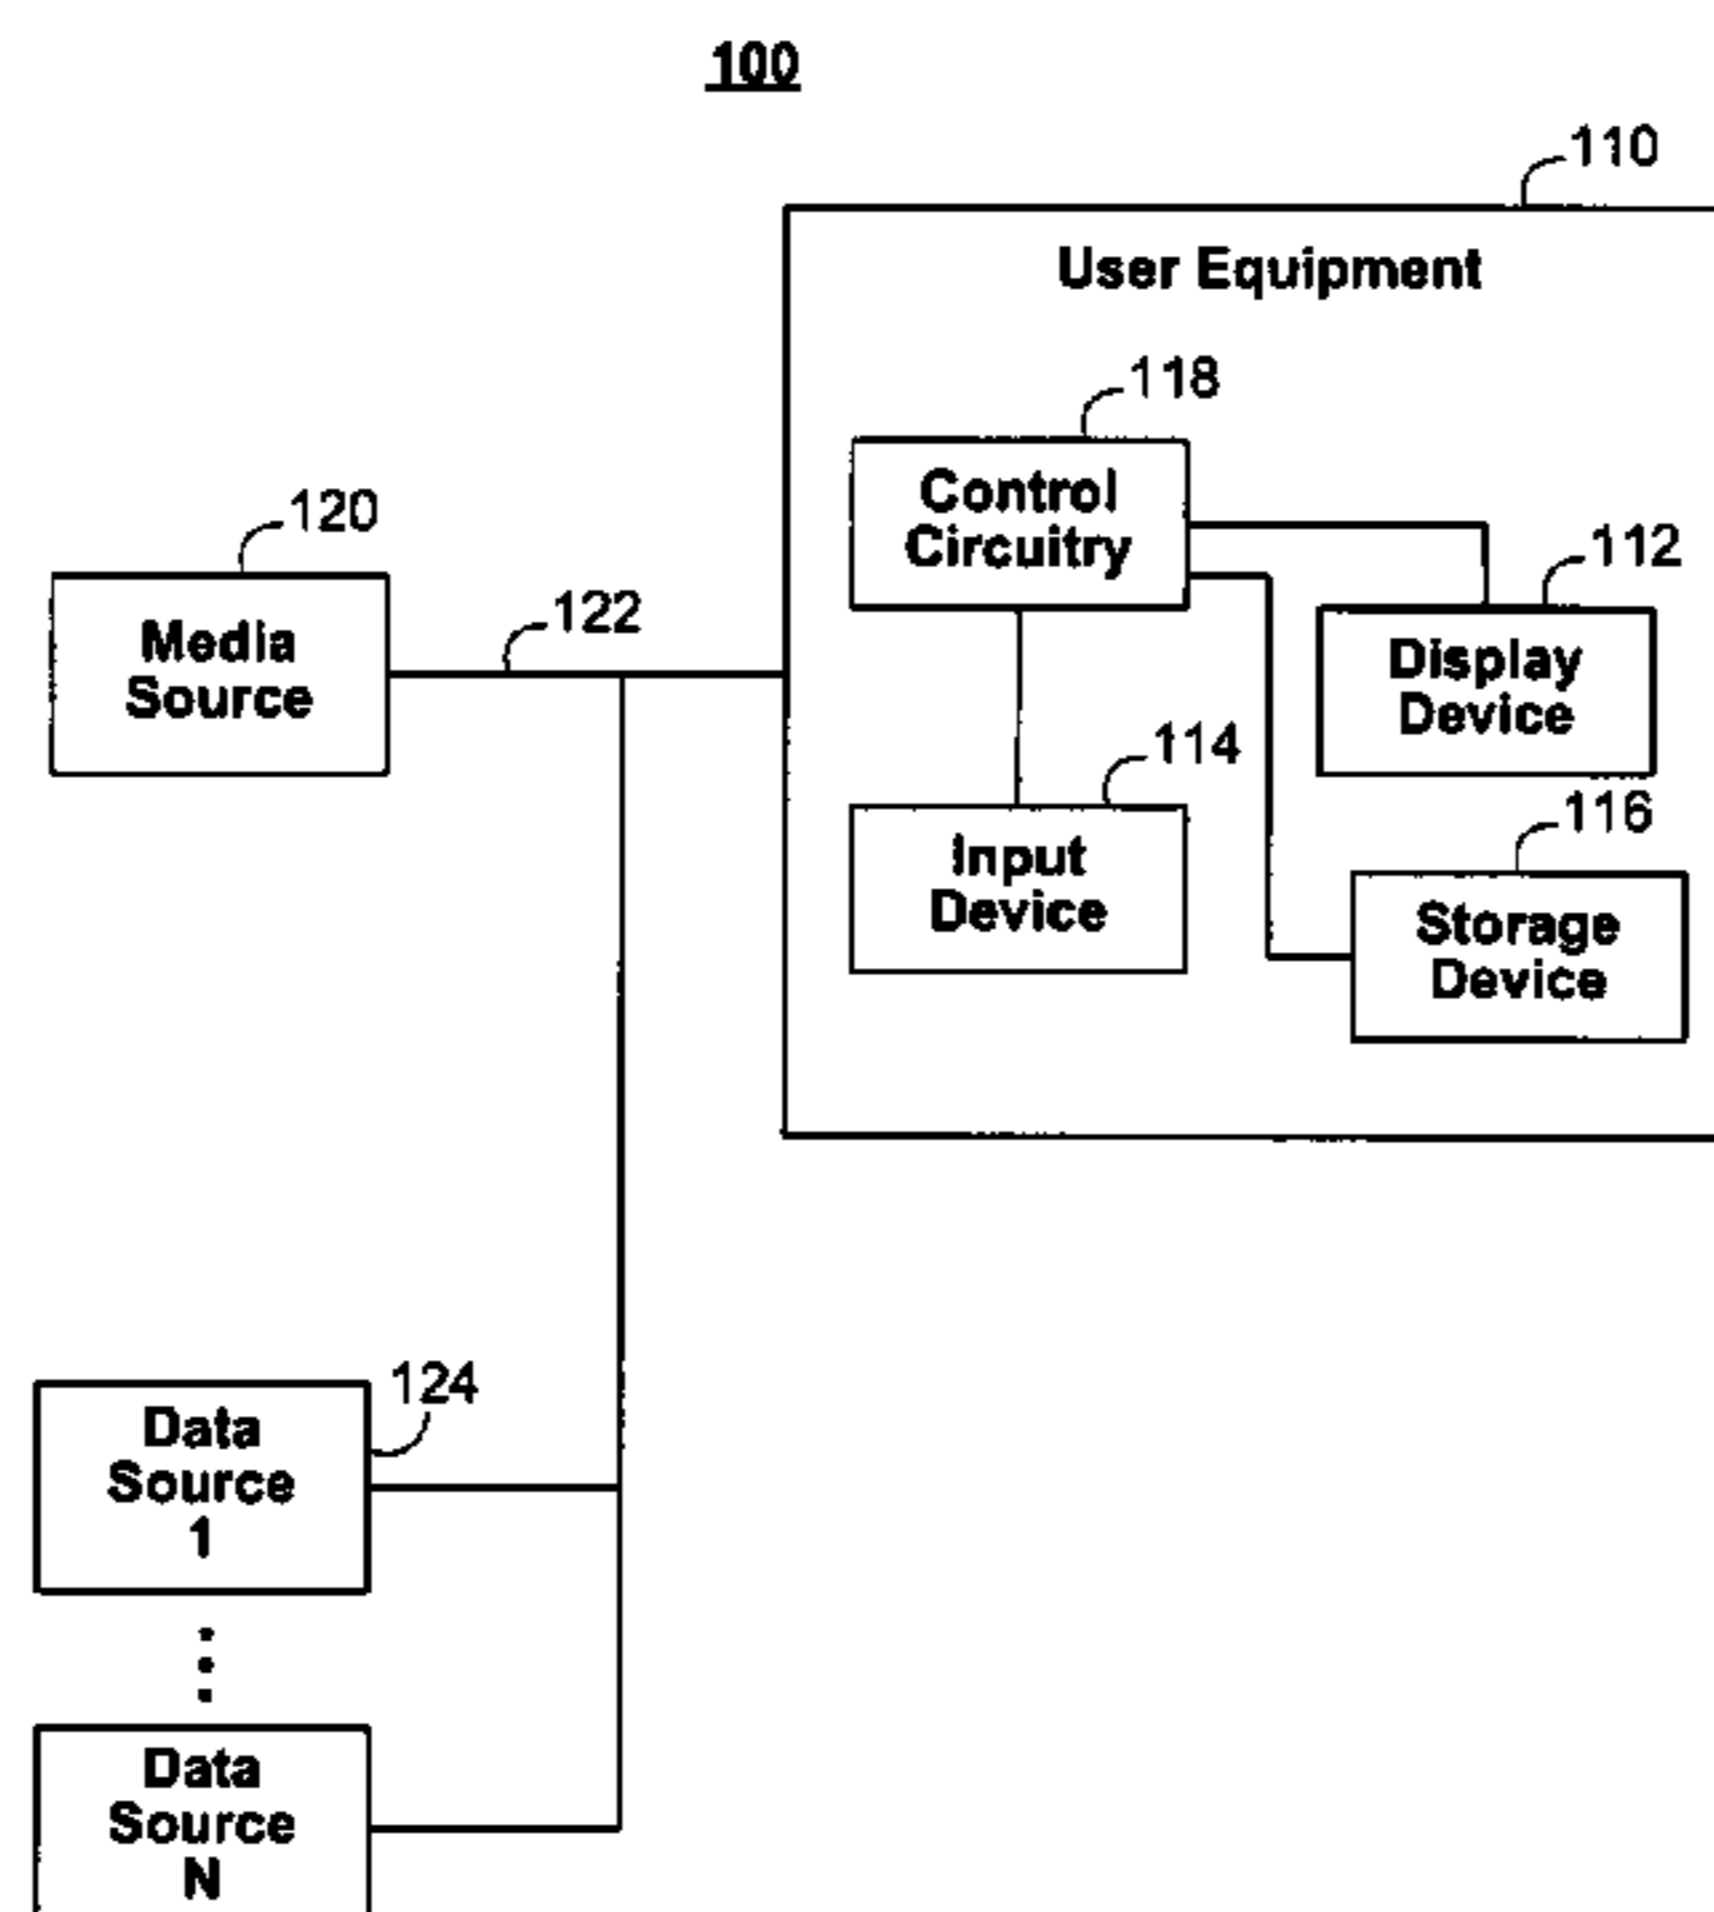 100
110
User Equipment
118
Control
Circuitry
120
112
Media
Source
122
Display
Device
114
116
Input
Device
Storage
Device
124
Data
Source
1
Data
Source
N